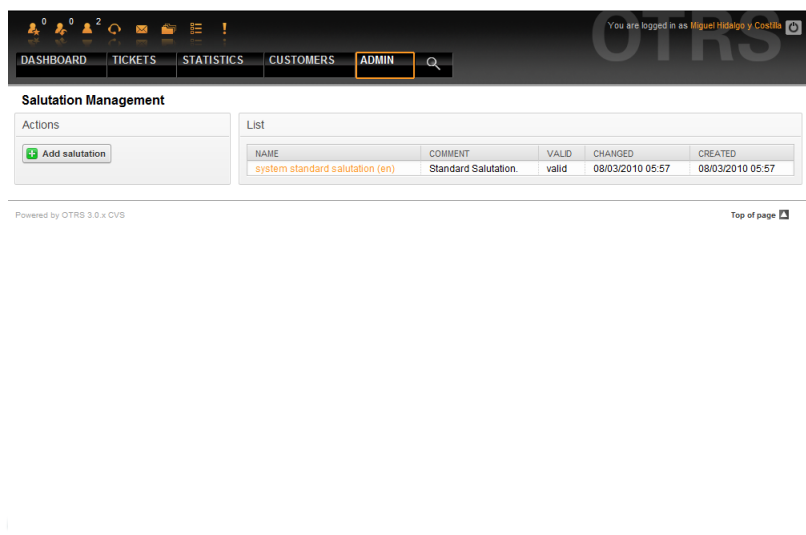 0 0 2
OTRS
You are logged in as Miguel Hidalgo y Costilla
DASHBOARD TICKETS STATISTICS CUSTOMERS ADMIN
Salutation Management
Actions
Add salutation
List
NAME COMMENT VALID CHANGED CREATED
system standard salutation (en) Standard Salutation. valid 08/03/2010 05:57 08/03/2010 05:57
Powered by OTRS 3.0.x CVS
Top of page